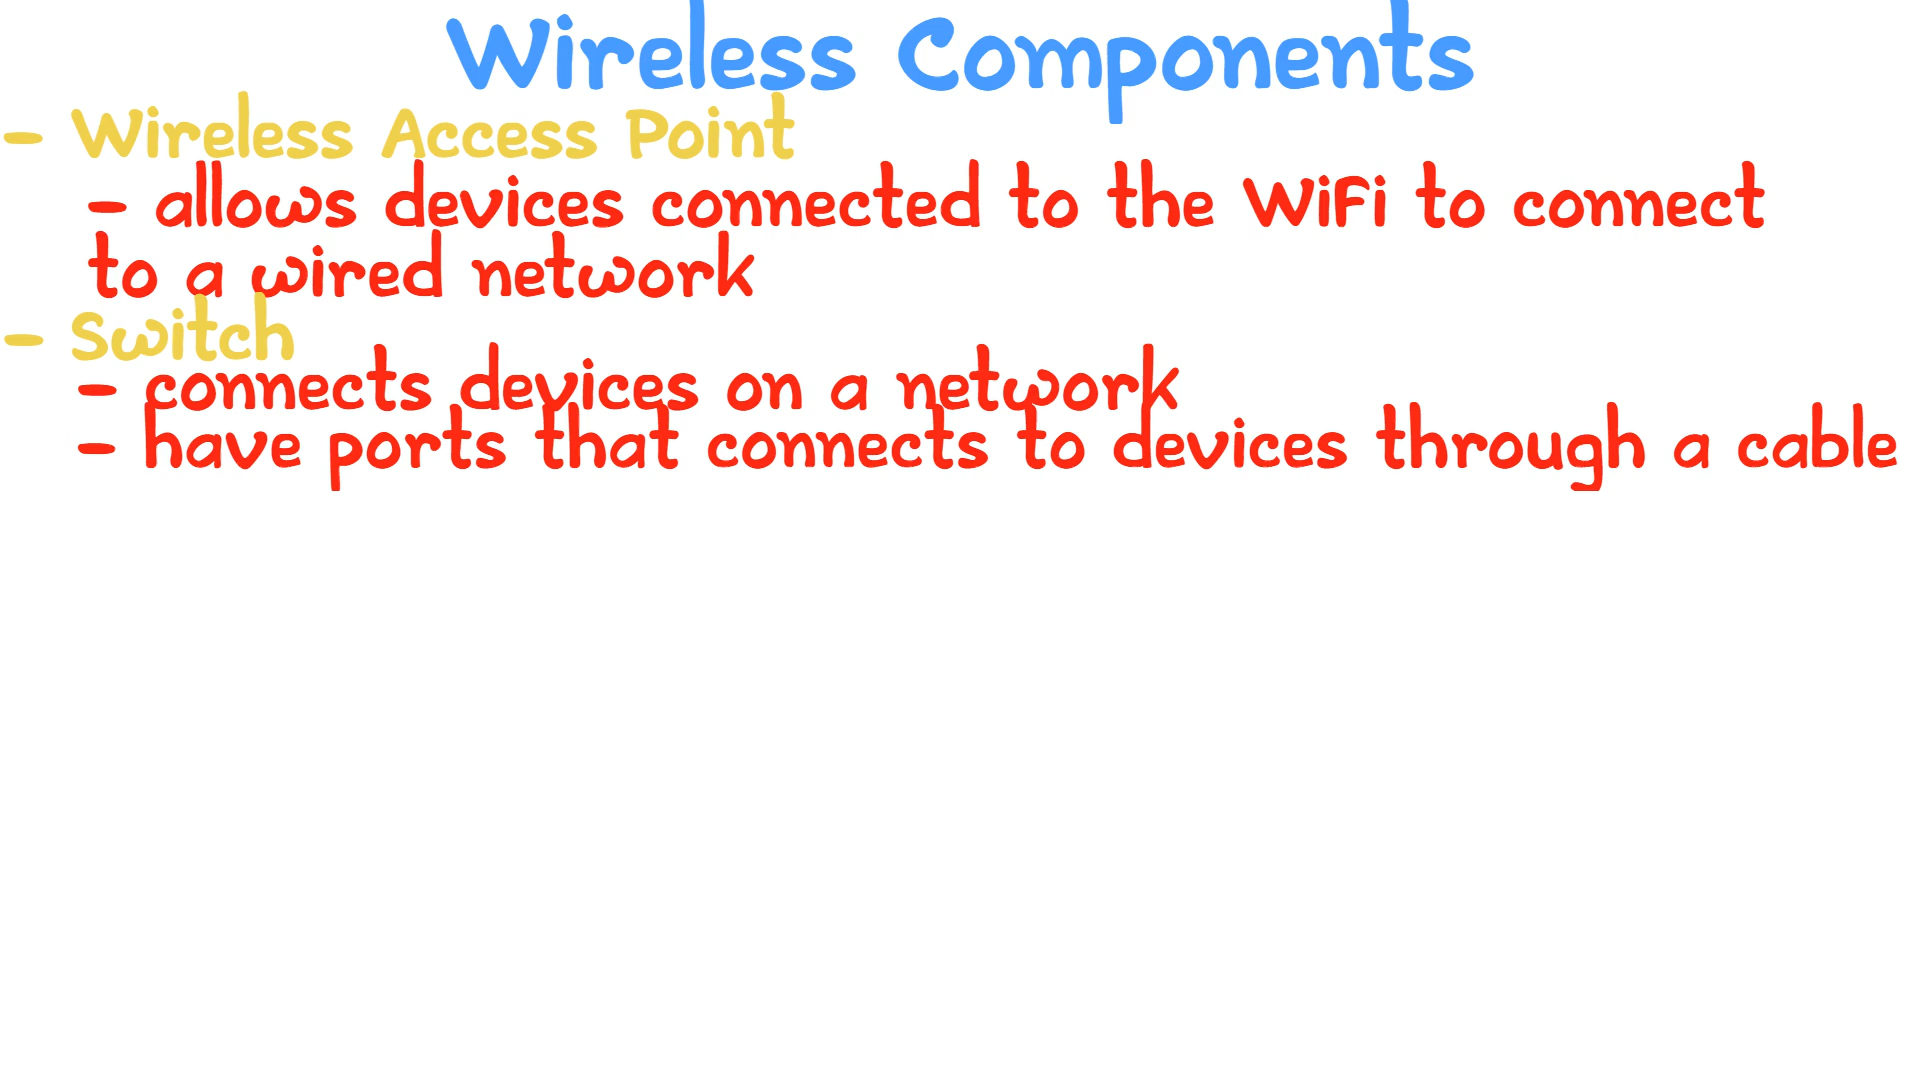 Wireless Components
- Wireless Access Point
- allows devices connected to the WiFi to connect
to a wired network
- Switch
- connects devices on a network
- have ports that connects to devices through a cable